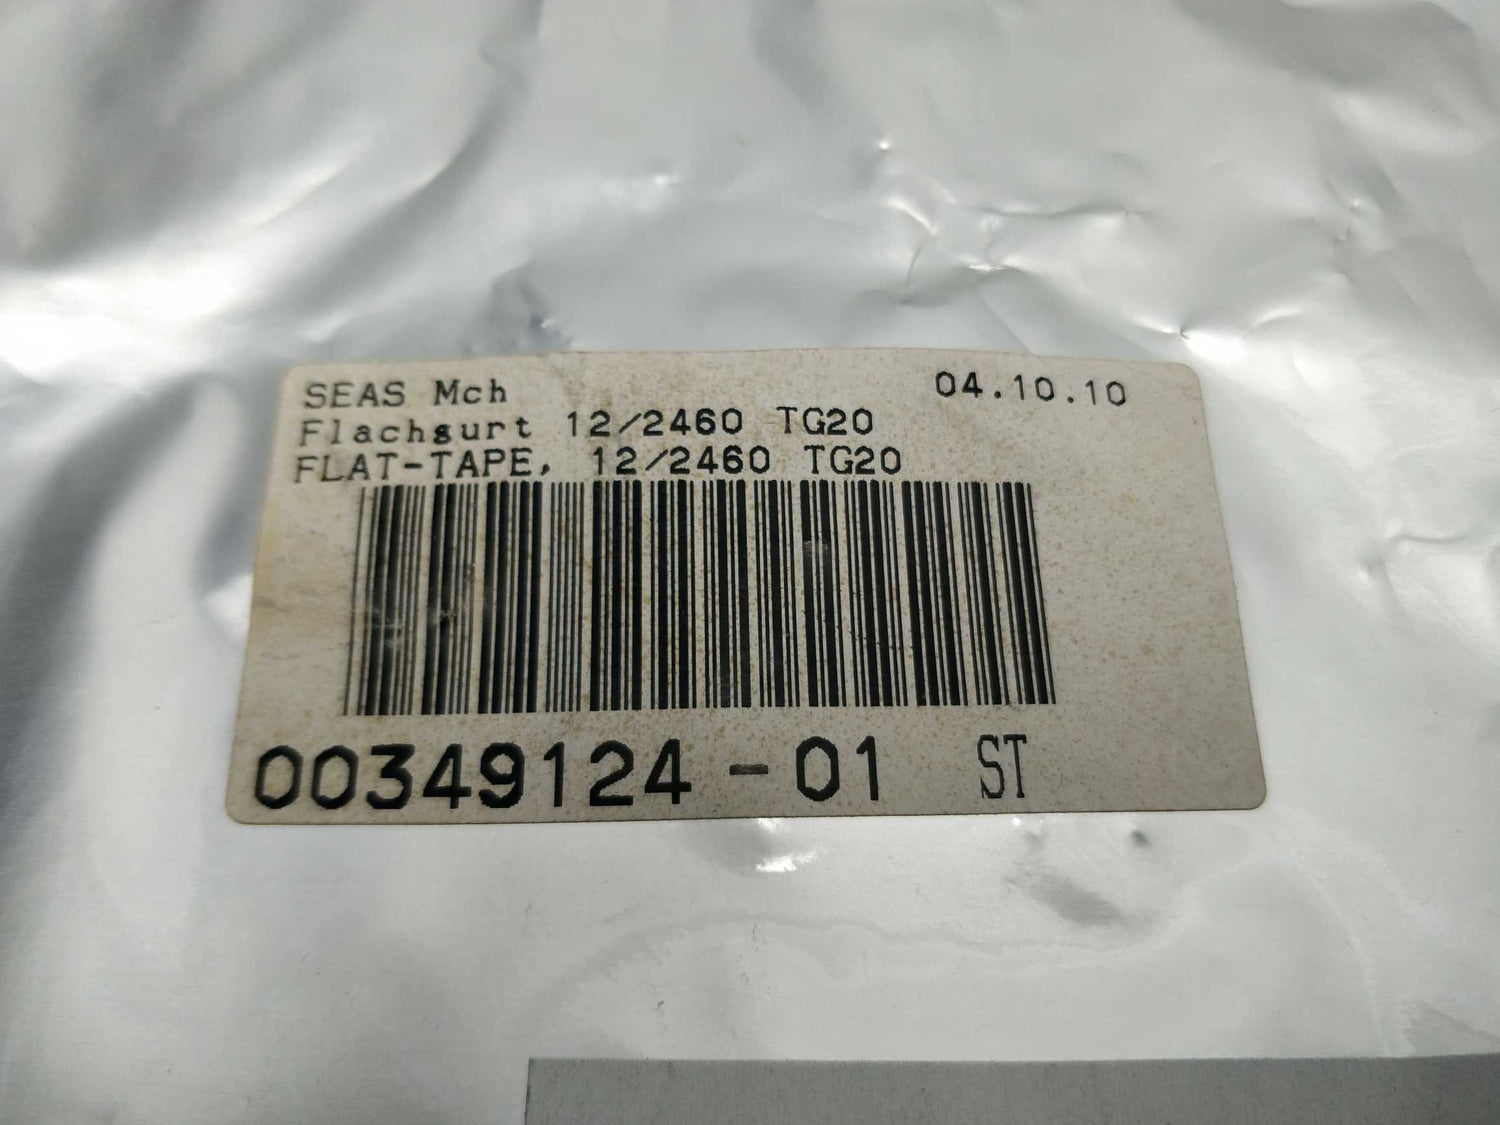 SEAS Mch 04.10.10
Flachgurt 12/2460 TG20
FLAT-TAPE, 12/2460 TG20
00349124-01 ST